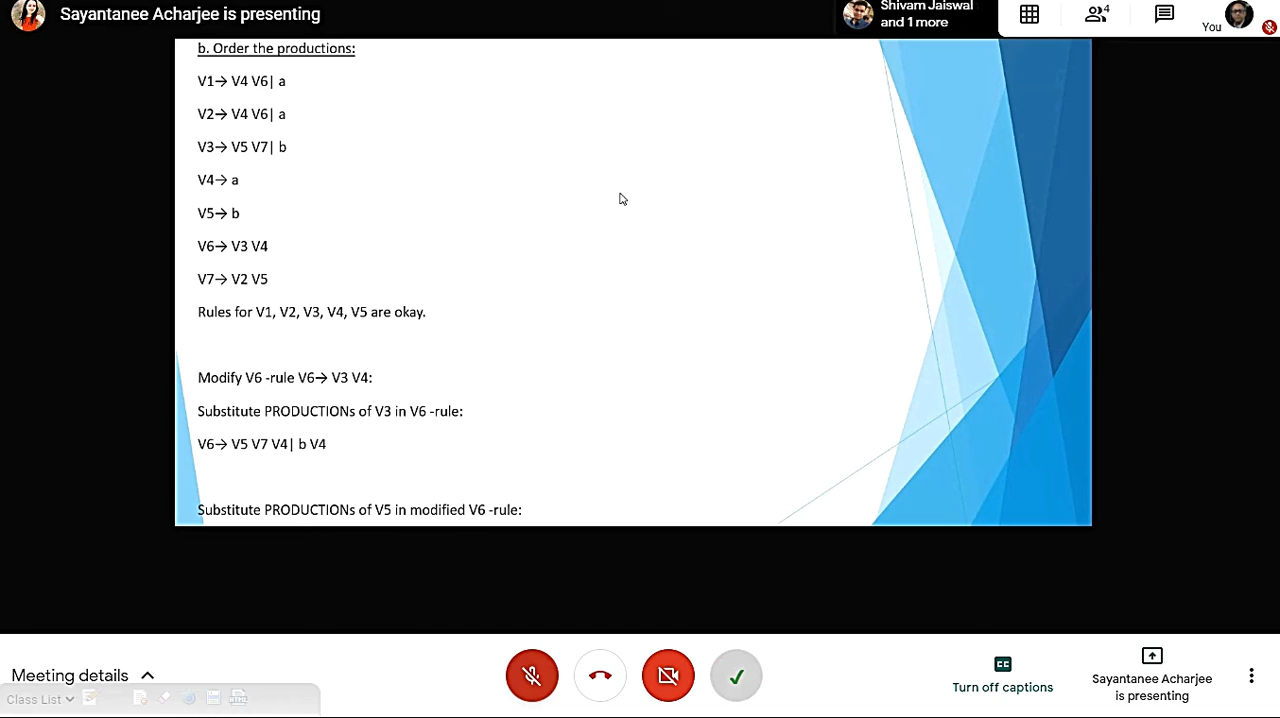 Sayantanee Acharjee is presenting
Shivam Jaiswal
and 1 more
4
You
b. Order the productions:
V1→ V4 V6| a
V2→ V4 V6| a
V3→ V5 V7| b
V4→ a
V5→ b
V6→ V3 V4
V7→ V2 V5
Rules for V1, V2, V3, V4, V5 are okay.
Modify V6 -rule V6→ V3 V4:
Substitute PRODUCTIONs of V3 in V6 -rule:
V6→ V5 V7 V4| b V4
Substitute PRODUCTIONs of V5 in modified V6 -rule:
Meeting details
Class List
CC
Turn off captions
Sayantanee Acharjee
is presenting